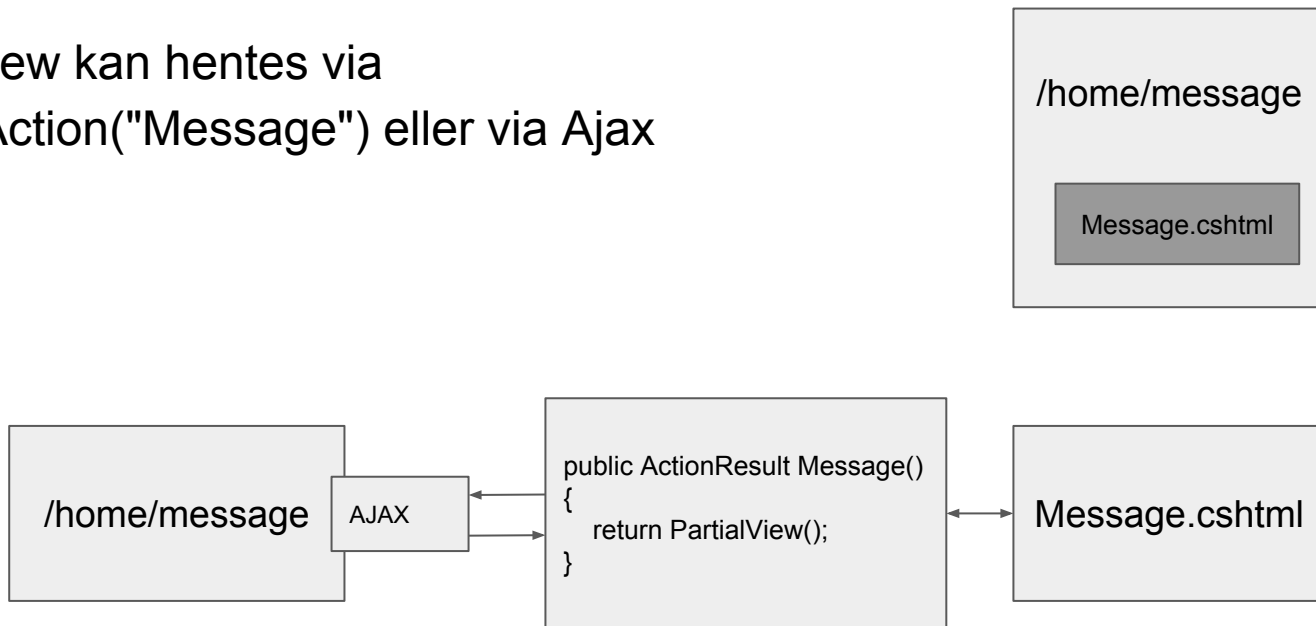 ew kan hentes via
Action("Message") eller via Ajax
/home/message
Message.cshtml
/home/message
AJAX
public ActionResult Message()
{
return PartialView();
}
Message.cshtml